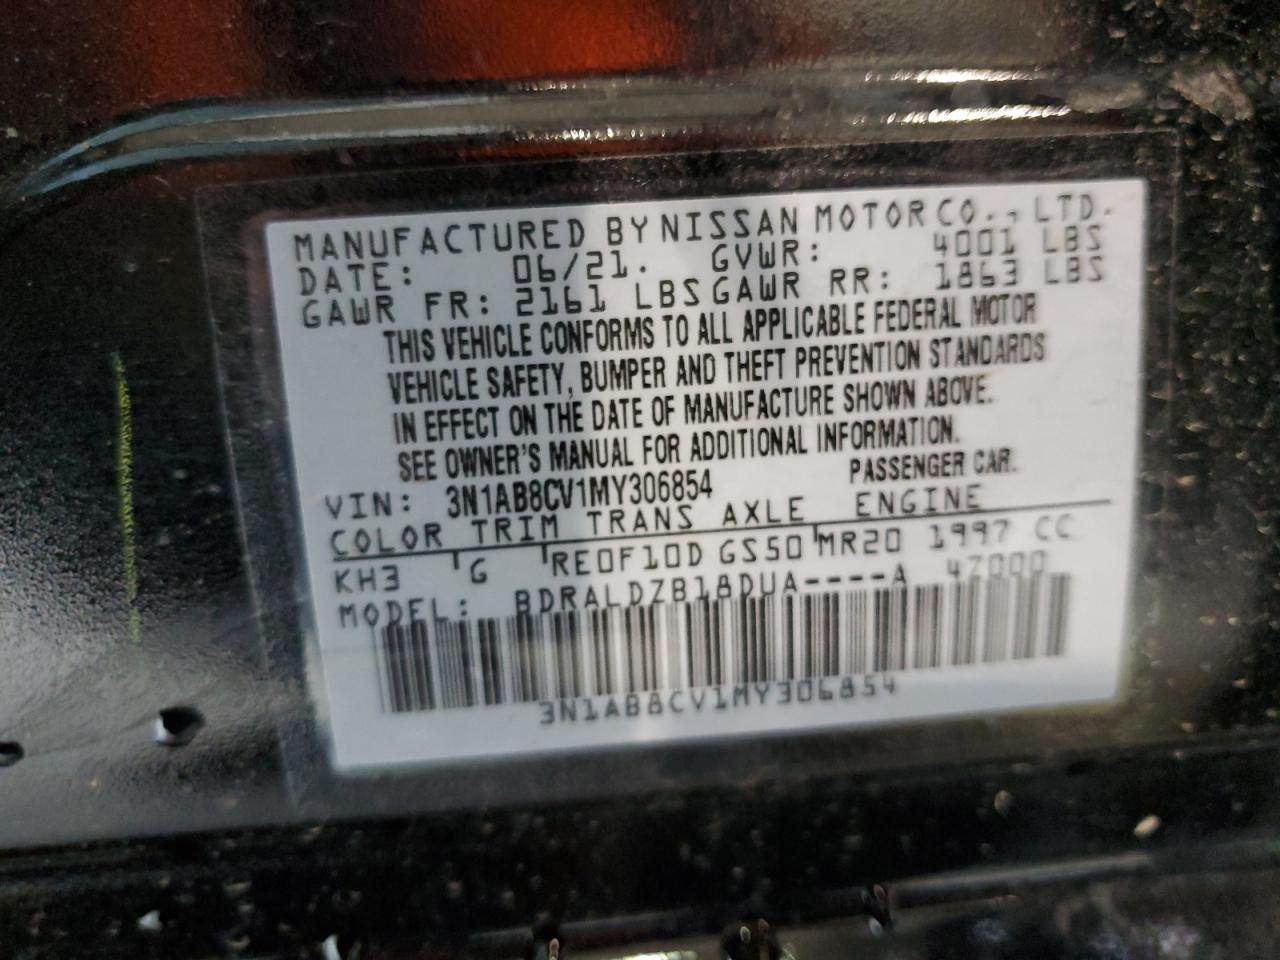 MANUFACTURED BY NISSAN MOTOR CO., LTD.
DATE: 06/21. GVWR: 4001 LBS
GAWR FR: 2161 LBS GAWR RR: 1863 LBS
THIS VEHICLE CONFORMS TO ALL APPLICABLE FEDERAL MOTOR
VEHICLE SAFETY, BUMPER AND THEFT PREVENTION STANDARDS
IN EFFECT ON THE DATE OF MANUFACTURE SHOWN ABOVE.
SEE OWNER'S MANUAL FOR ADDITIONAL INFORMATION.
VIN: 3N1AB8CV1MY306854 PASSENGER CAR.
COLOR TRIM TRANS AXLE ENGINE
KH3 G RE0F10D GS50 MR20 1997 CC
MODEL: BDRALDZB18DUA----A 47000
3N1AB8CV1MY306854